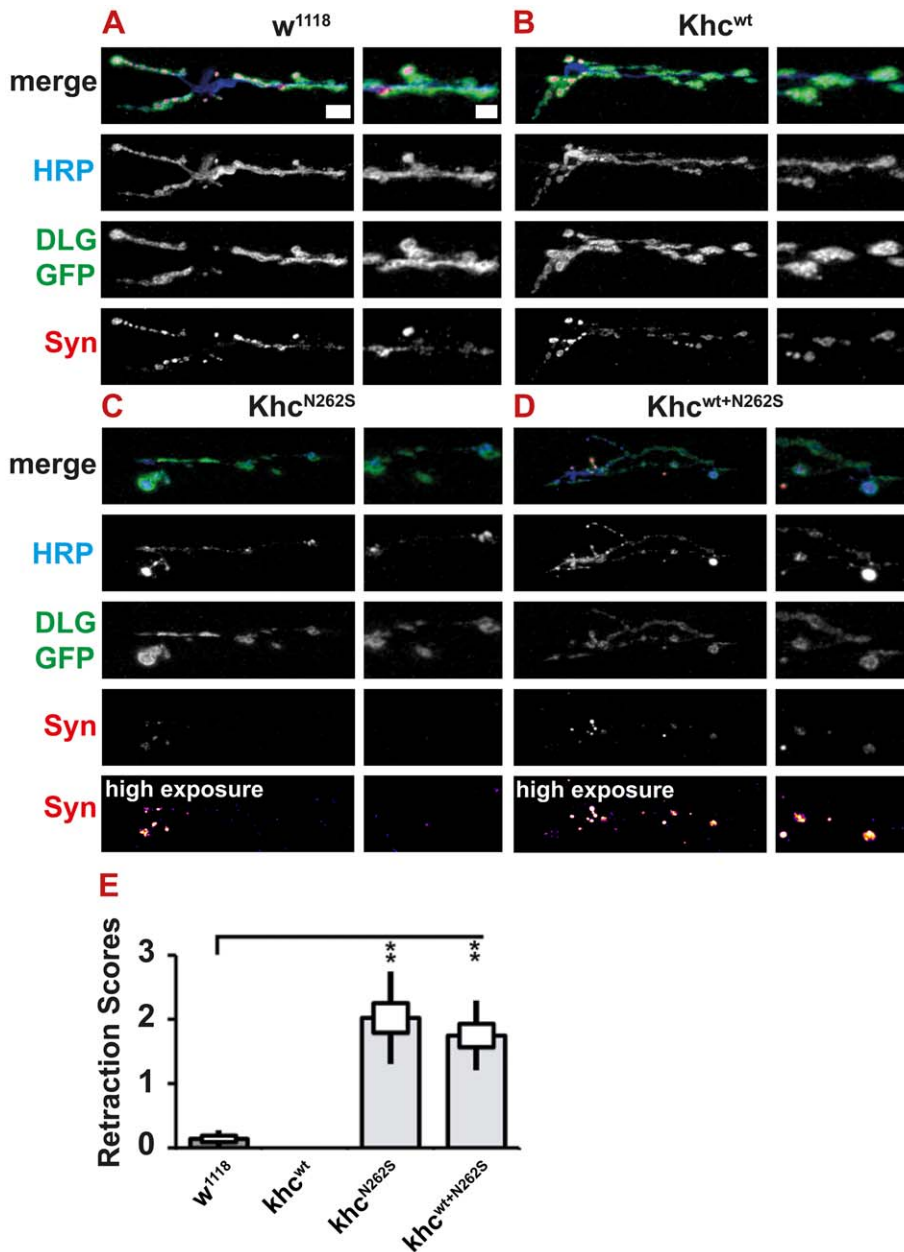 A w¹¹¹⁸ B Khcʷᵗ
merge
HRP
DLG
GFP
Syn
C Khcᴺ²⁶²ˢ D Khcʷᵗ⁺ᴺ²⁶²ˢ
merge
HRP
DLG
GFP
Syn
high exposure high exposure
Syn
E
Retraction Scores
3
2
1
0
** **
w¹¹¹⁸ khcʷᵗ khcᴺ²⁶²ˢ khcʷᵗ⁺ᴺ²⁶²ˢ